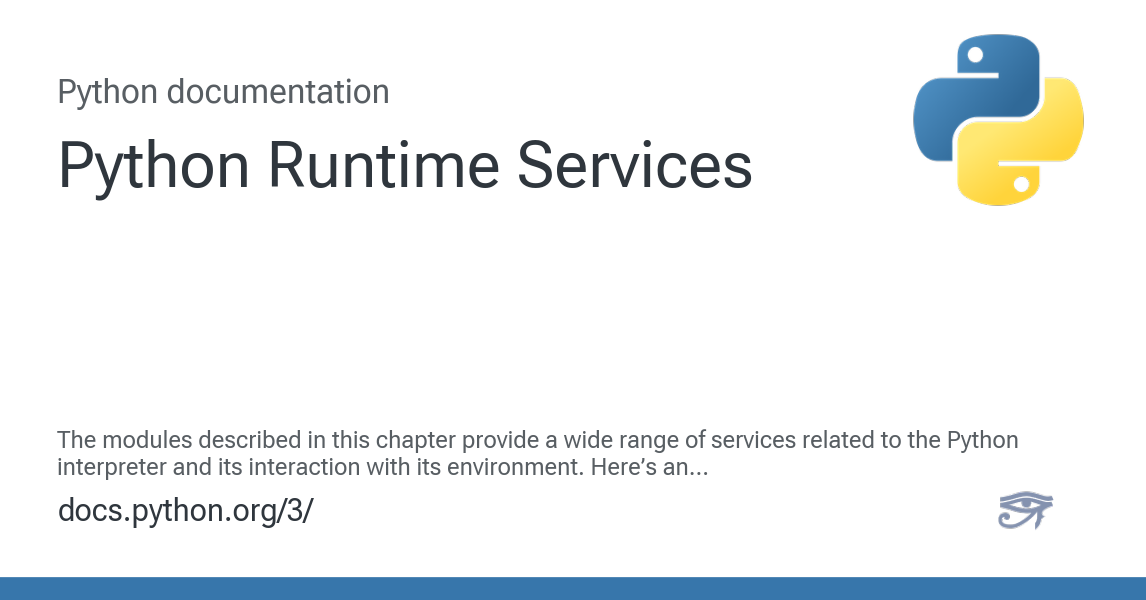 Python documentation
Python Runtime Services
The modules described in this chapter provide a wide range of services related to the Python
interpreter and its interaction with its environment. Here’s an...
docs.python.org/3/